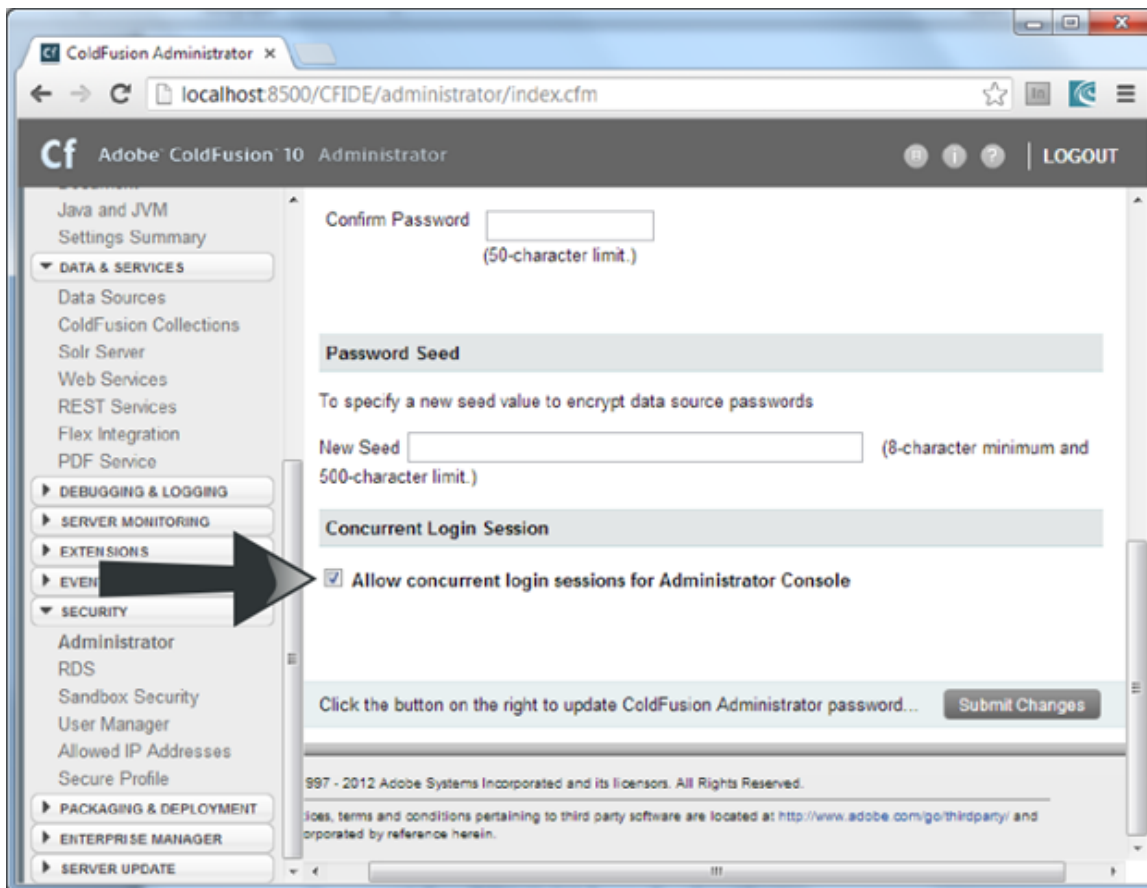 Cf ColdFusion Administrator ×
localhost:8500/CFIDE/administrator/index.cfm
Cf Adobe® ColdFusion® 10 Administrator
LOGOUT
Java and JVM
Settings Summary
DATA & SERVICES
Data Sources
ColdFusion Collections
Solr Server
Web Services
REST Services
Flex Integration
PDF Service
DEBUGGING & LOGGING
SERVER MONITORING
EXTENSIONS
EVEN
SECURITY
Administrator
RDS
Sandbox Security
User Manager
Allowed IP Addresses
Secure Profile
PACKAGING & DEPLOYMENT
ENTERPRISE MANAGER
SERVER UPDATE
Confirm Password
(50-character limit.)
Password Seed
To specify a new seed value to encrypt data source passwords
New Seed (8-character minimum and
500-character limit.)
Concurrent Login Session
Allow concurrent login sessions for Administrator Console
Click the button on the right to update ColdFusion Administrator password... Submit Changes
997 - 2012 Adobe Systems Incorporated and its licensors. All Rights Reserved.
ices, terms and conditions pertaining to third party software are located at http://www.adobe.com/go/thirdparty/ and
orporated by reference herein.